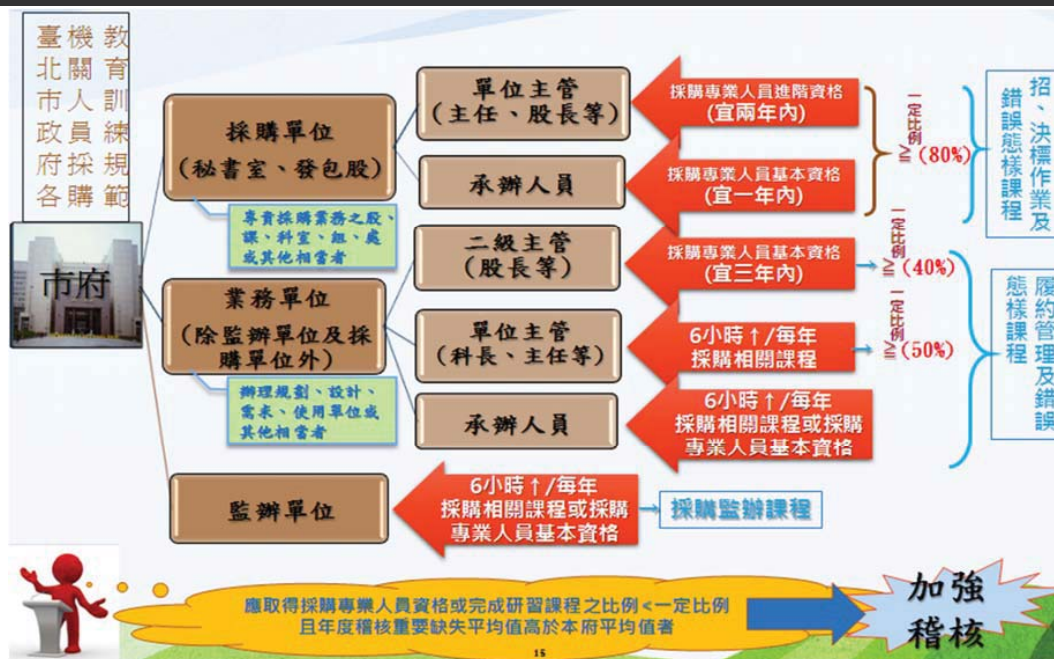 臺北市政府各
機關人員採購
教育訓練規範
市府
採購單位
(秘書室、發包股)
專責採購業務之股、
課、科室、組、處
或其他相當者
單位主管
(主任、股長等)
採購專業人員進階資格
(宜兩年內)
承辦人員
採購專業人員基本資格
(宜一年內)
一定比例
≧(80%)
招、決標作業及
錯誤態樣課程
業務單位
(除監辦單位及採
購單位外)
辦理規劃、設計、
需求、使用單位或
其他相當者
二級主管
(股長等)
採購專業人員基本資格
(宜三年內)
一定比例
≧(40%)
單位主管
(科長、主任等)
6小時↑/每年
採購相關課程
一定比例
≧(50%)
承辦人員
6小時↑/每年
採購相關課程或採購
專業人員基本資格
履約管理及錯誤
態樣課程
監辦單位
6小時↑/每年
採購相關課程或採購
專業人員基本資格
採購監辦課程
應取得採購專業人員資格或完成研習課程之比例<一定比例
且年度稽核重要缺失平均值高於本府平均值者
加強
稽核
15